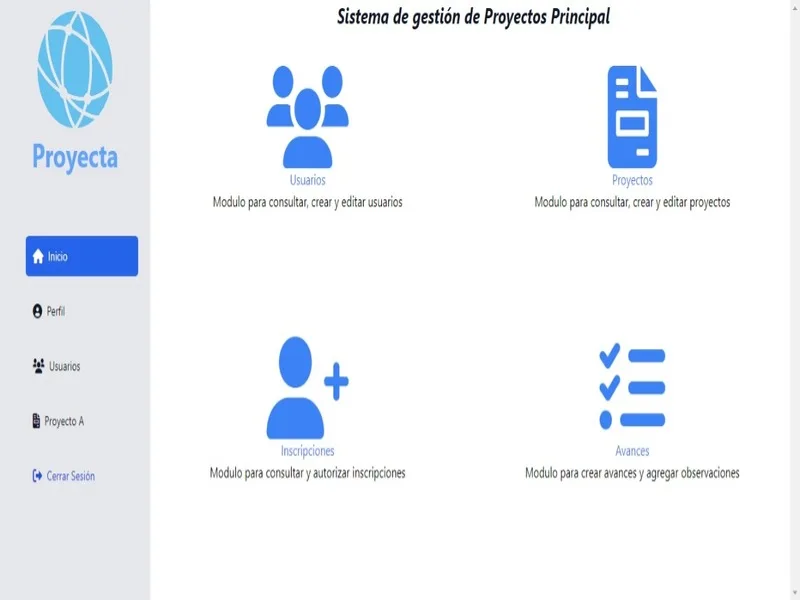 Proyecta
Inicio
Perfil
Usuarios
Proyecto A
Cerrar Sesión
Sistema de gestión de Proyectos Principal
Usuarios
Modulo para consultar, crear y editar usuarios
Proyectos
Modulo para consultar, crear y editar proyectos
Inscripciones
Modulo para consultar y autorizar inscripciones
Avances
Modulo para crear avances y agregar observaciones